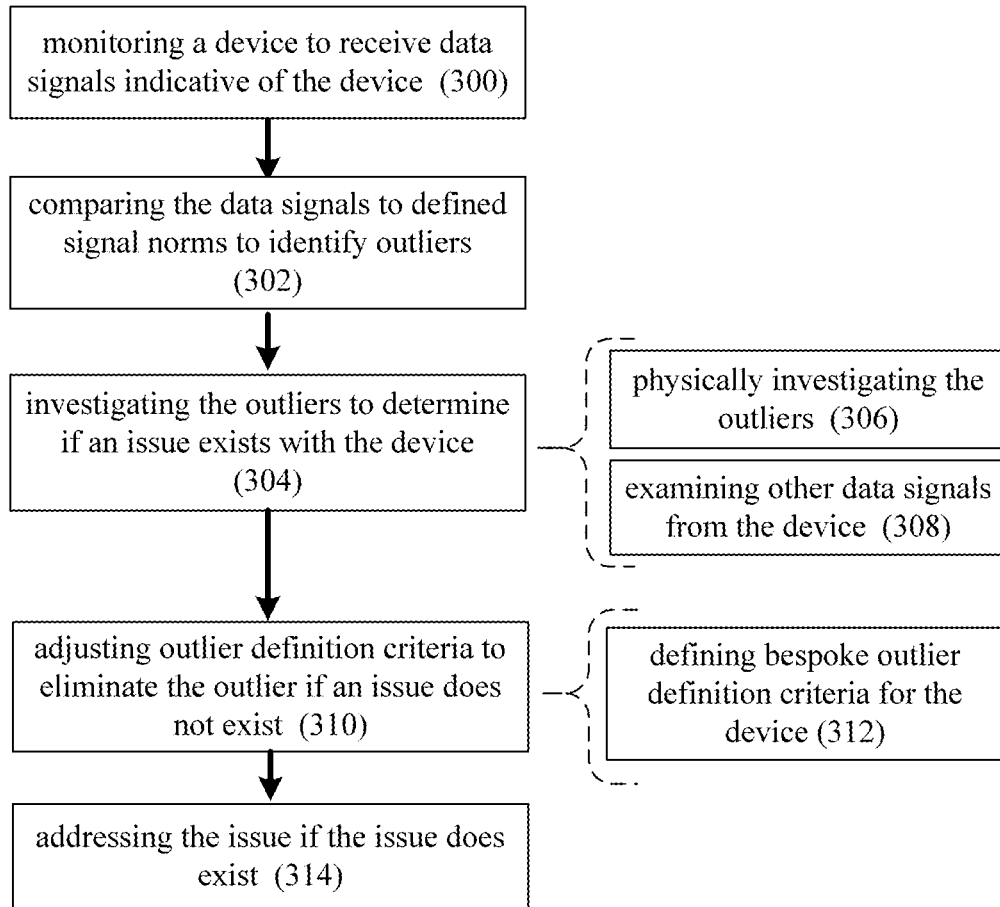 monitoring a device to receive data
signals indicative of the device (300)
comparing the data signals to defined
signal norms to identify outliers
(302)
investigating the outliers to determine
if an issue exists with the device
(304)
physically investigating the
outliers (306)
examining other data signals
from the device (308)
adjusting outlier definition criteria to
eliminate the outlier if an issue does
not exist (310)
defining bespoke outlier
definition criteria for the
device (312)
addressing the issue if the issue does
exist (314)